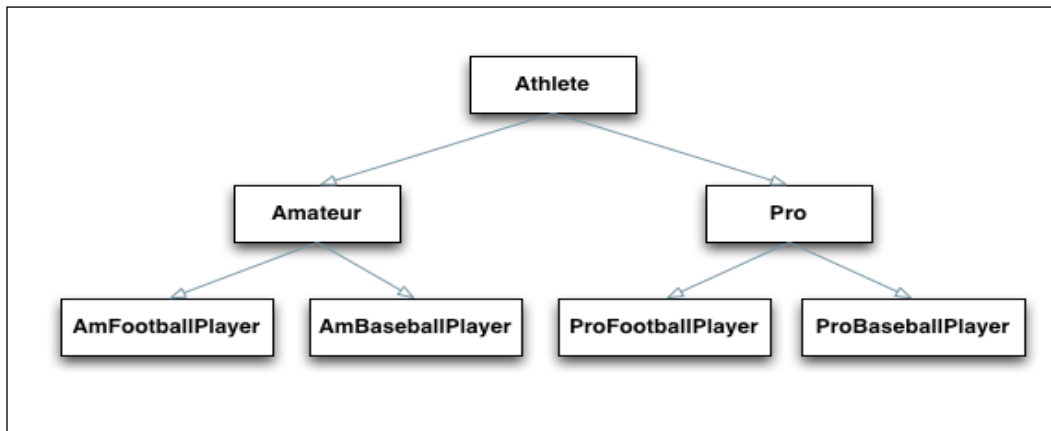 Athlete
Amateur
Pro
AmFootballPlayer
AmBaseballPlayer
ProFootballPlayer
ProBaseballPlayer